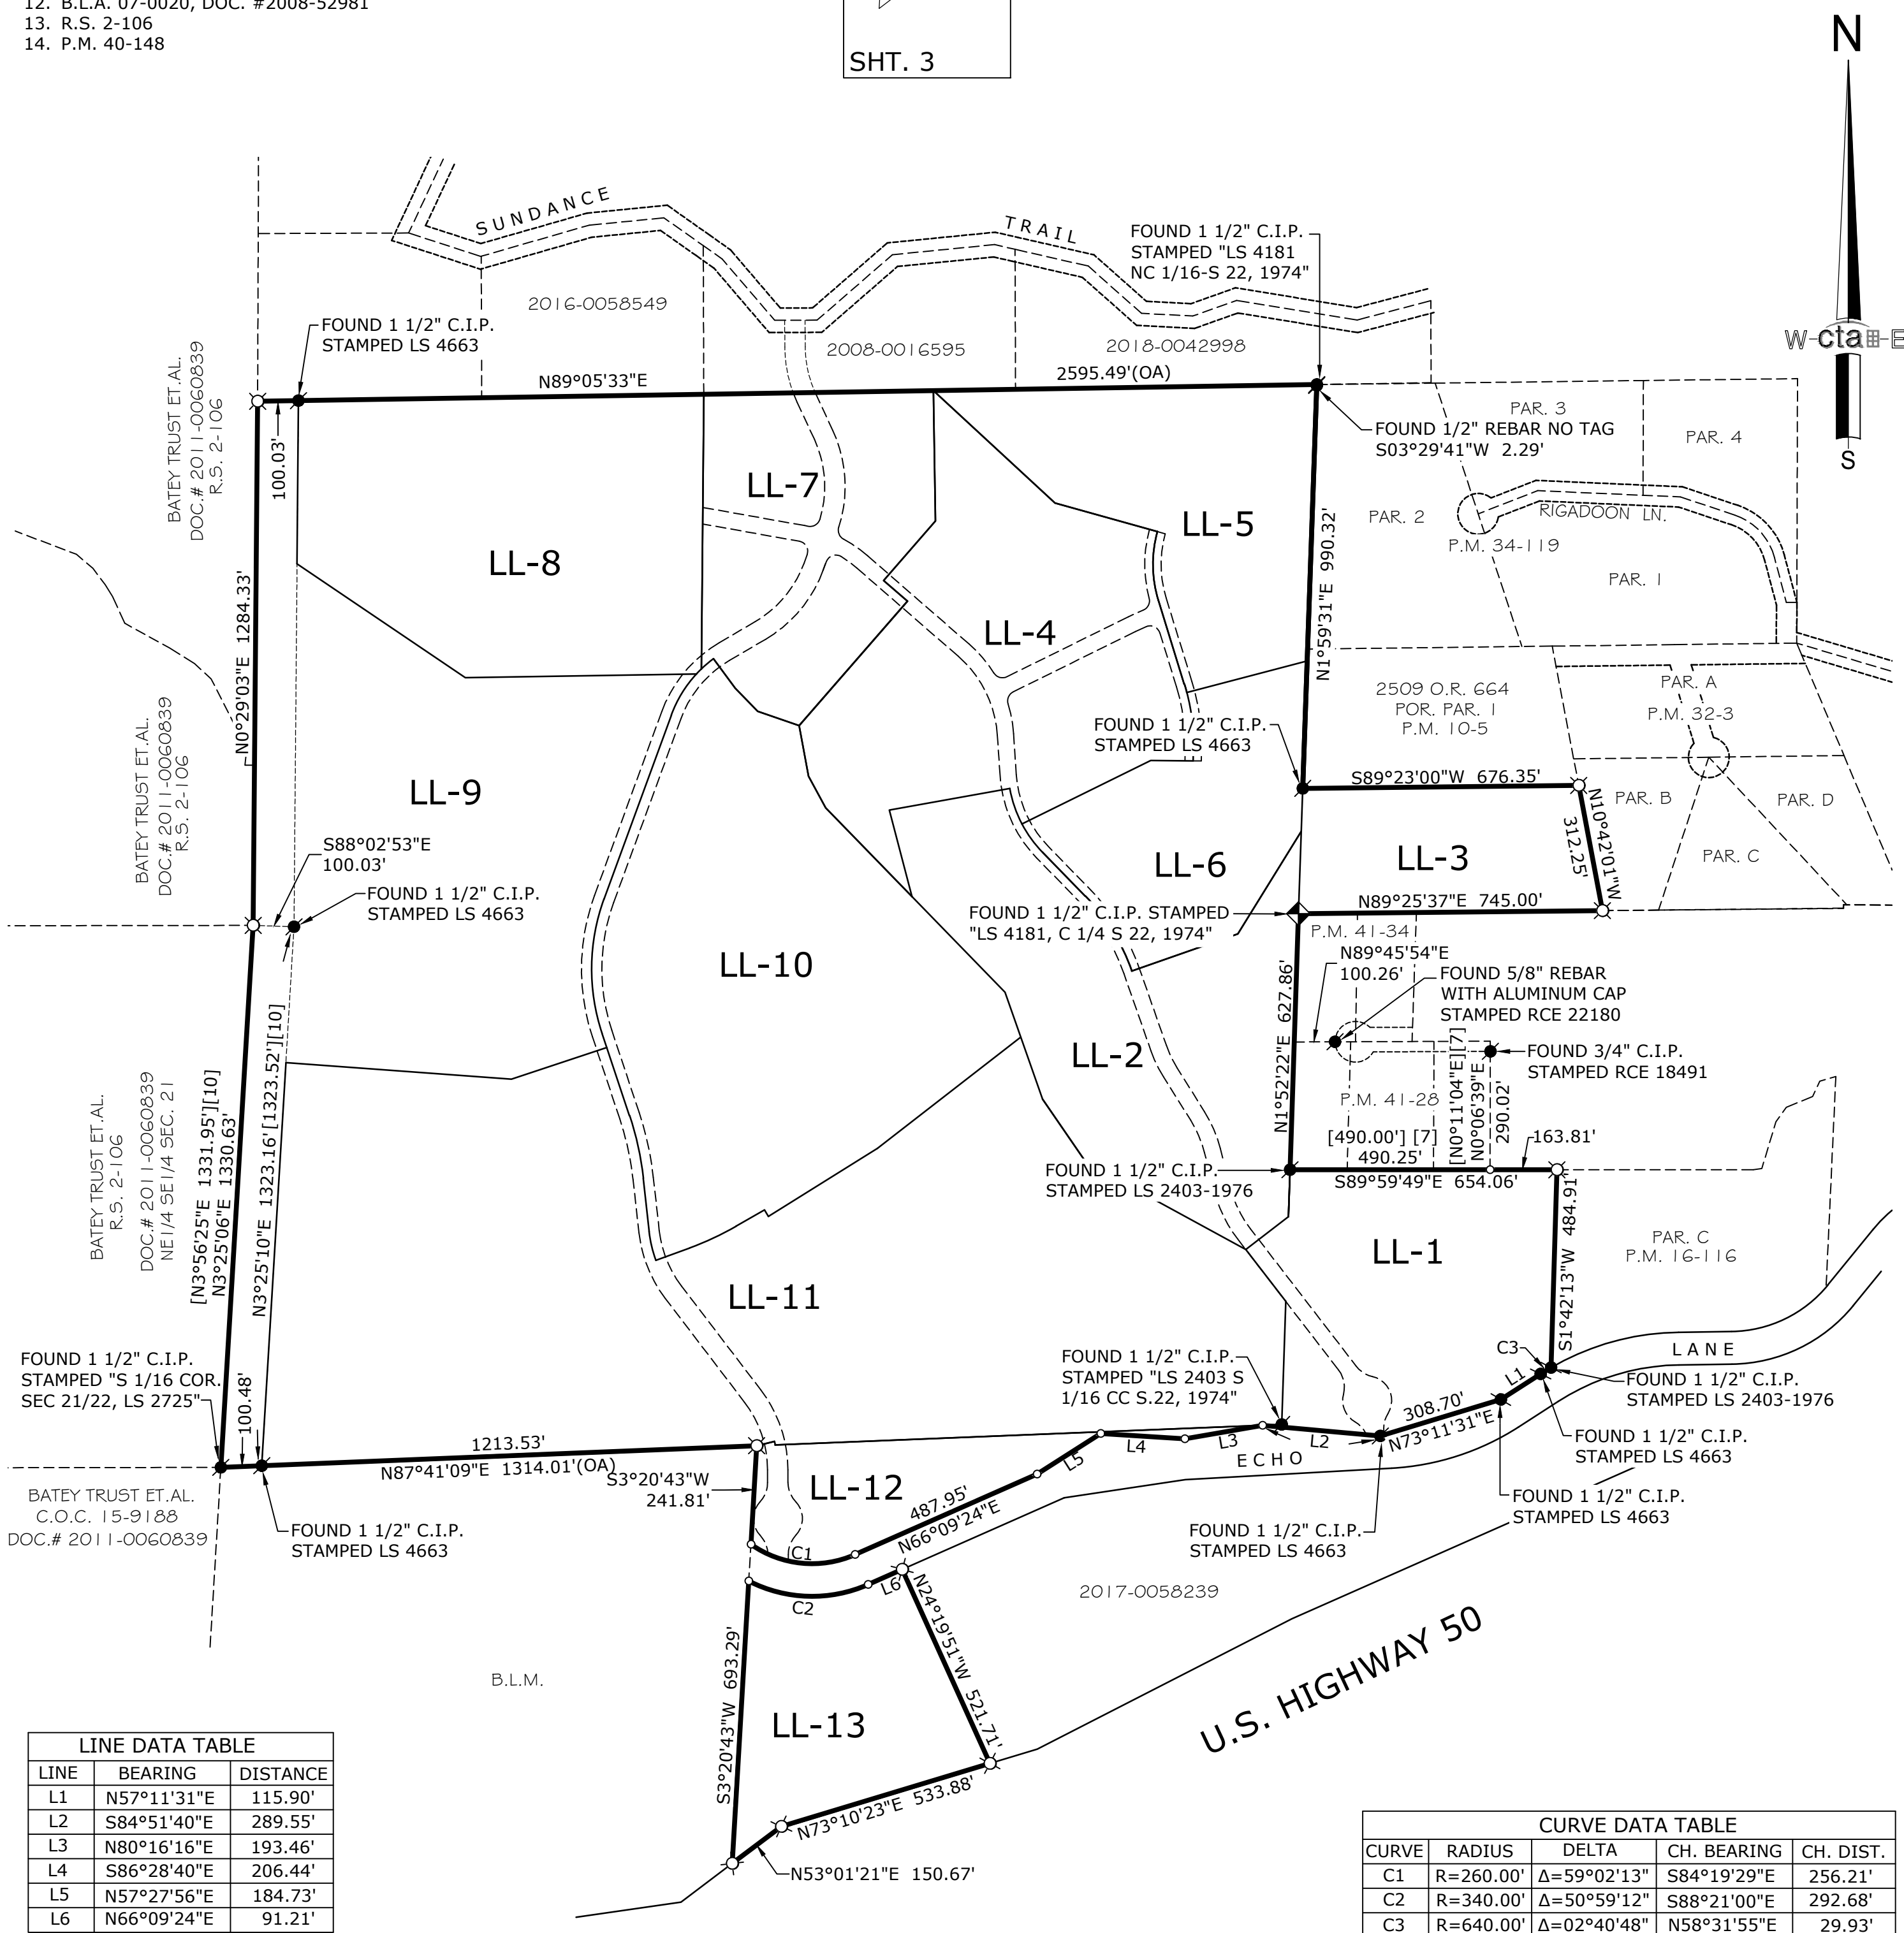 12. B.L.A. 07-0020, DOC. #2008-52981
13. R.S. 2-106
14. P.M. 40-148
SHT. 3
N
W
cta
E
S
SUNDANCE
TRAIL
FOUND 1 1/2" C.I.P.
STAMPED "LS 4181
NC 1/16-S 22, 1974"
2016-0058549
FOUND 1 1/2" C.I.P.
STAMPED LS 4663
2008-0016595
2018-0042998
N89°05'33"E
2595.49'(OA)
BATEY TRUST ET.AL.
DOC.# 2011-0060839
R.S. 2-106
100.03'
PAR. 3
FOUND 1/2" REBAR NO TAG
S03°29'41"W 2.29'
PAR. 4
LL-7
LL-5
LL-8
PAR. 2
RIGADOON LN.
P.M. 34-119
PAR. 1
N1°59'31"E 990.32'
N0°29'03"E 1284.33'
LL-4
2509 O.R. 664
POR. PAR. 1
P.M. 10-5
PAR. A
P.M. 32-3
FOUND 1 1/2" C.I.P.
STAMPED LS 4663
BATEY TRUST ET.AL.
DOC.# 2011-0060839
R.S. 2-106
LL-9
S89°23'00"W 676.35'
N10°42'01"W
312.25'
PAR. B
PAR. D
PAR. C
S88°02'53"E
100.03'
FOUND 1 1/2" C.I.P.
STAMPED LS 4663
LL-6
LL-3
N89°25'37"E 745.00'
FOUND 1 1/2" C.I.P. STAMPED
"LS 4181, C 1/4 S 22, 1974"
P.M. 41-34
N89°45'54"E
100.26'
FOUND 5/8" REBAR
WITH ALUMINUM CAP
STAMPED RCE 22180
LL-10
N1°52'22"E 627.86'
LL-2
FOUND 3/4" C.I.P.
STAMPED RCE 18491
P.M. 41-28
[N0°11'04"E][7]
N0°06'39"E
290.02'
[490.00'] [7]
490.25'
163.81'
S89°59'49"E 654.06'
FOUND 1 1/2" C.I.P.
STAMPED LS 2403-1976
BATEY TRUST ET.AL.
R.S. 2-106
DOC.# 2011-0060839
NE1/4 SE1/4 SEC. 21
[N3°56'25"E 1331.95'][10]
N3°25'06"E 1330.63'
N3°25'10"E 1323.16'[1323.52'][10]
LL-1
S1°42'13"W 484.91'
PAR. C
P.M. 16-116
LL-11
FOUND 1 1/2" C.I.P.
STAMPED "S 1/16 COR.
SEC 21/22, LS 2725"
100.48'
FOUND 1 1/2" C.I.P.
STAMPED "LS 2403 S
1/16 CC S.22, 1974"
C3
L1
LANE
FOUND 1 1/2" C.I.P.
STAMPED LS 2403-1976
308.70'
N73°11'31"E
FOUND 1 1/2" C.I.P.
STAMPED LS 4663
1213.53'
N87°41'09"E 1314.01'(OA)
L5
L4
L3
L2
ECHO
S3°20'43"W
241.81'
LL-12
487.95'
N66°09'24"E
BATEY TRUST ET.AL.
C.O.C. 15-9188
DOC.# 2011-0060839
FOUND 1 1/2" C.I.P.
STAMPED LS 4663
FOUND 1 1/2" C.I.P.
STAMPED LS 4663
FOUND 1 1/2" C.I.P.
STAMPED LS 4663
C1
C2
L6
2017-0058239
N24°19'51"W 521.71'
U.S. HIGHWAY 50
B.L.M.
S3°20'43"W 693.29'
LL-13
N73°10'23"E 533.88'
N53°01'21"E 150.67'
LINE DATA TABLE
LINE BEARING DISTANCE
L1 N57°11'31"E 115.90'
L2 S84°51'40"E 289.55'
L3 N80°16'16"E 193.46'
L4 S86°28'40"E 206.44'
L5 N57°27'56"E 184.73'
L6 N66°09'24"E 91.21'
CURVE DATA TABLE
CURVE RADIUS DELTA CH. BEARING CH. DIST.
C1 R=260.00' Δ=59°02'13" S84°19'29"E 256.21'
C2 R=340.00' Δ=50°59'12" S88°21'00"E 292.68'
C3 R=640.00' Δ=02°40'48" N58°31'55"E 29.93'